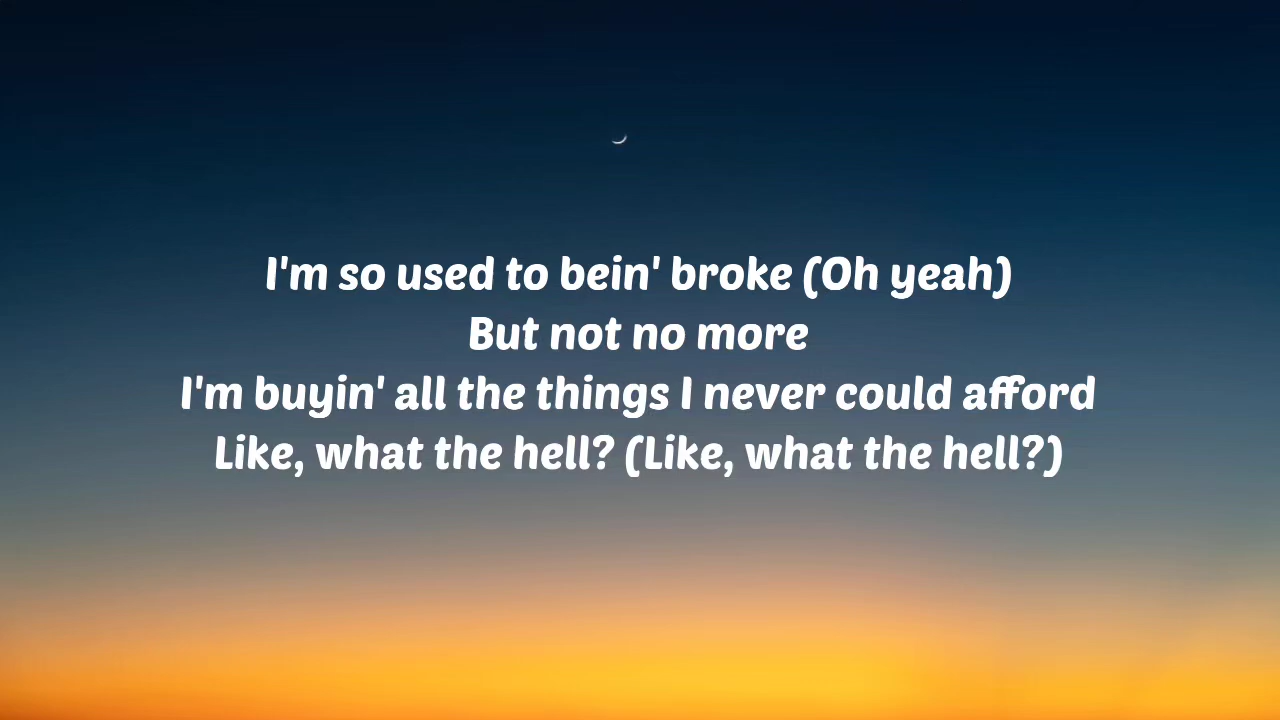 I'm so used to bein' broke (Oh yeah)
But not no more
I'm buyin' all the things I never could afford
Like, what the hell? (Like, what the hell?)